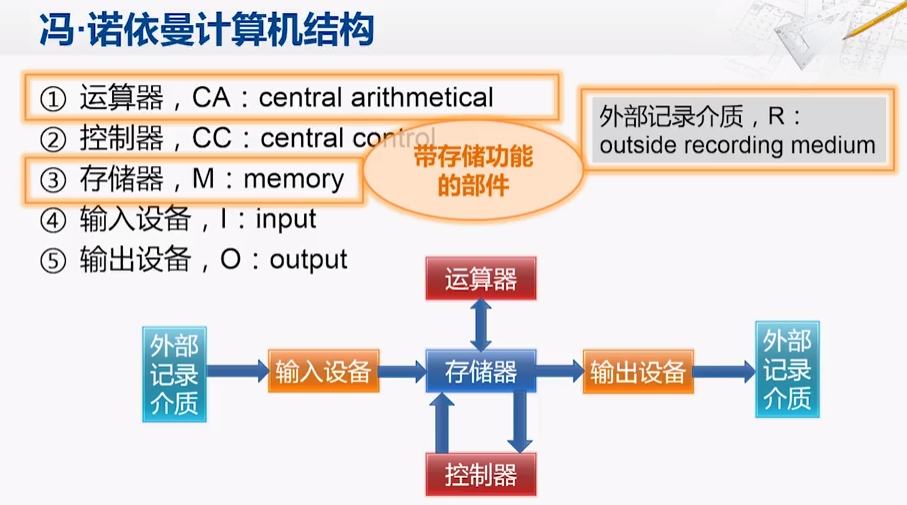 冯·诺依曼计算机结构
① 运算器，CA：central arithmetical
② 控制器，CC：central control
③ 存储器，M：memory
④ 输入设备，I：input
⑤ 输出设备，O：output
带存储功能
的部件
外部记录介质，R：
outside recording medium
运算器
外部
记录
介质
输入设备
存储器
输出设备
外部
记录
介质
控制器